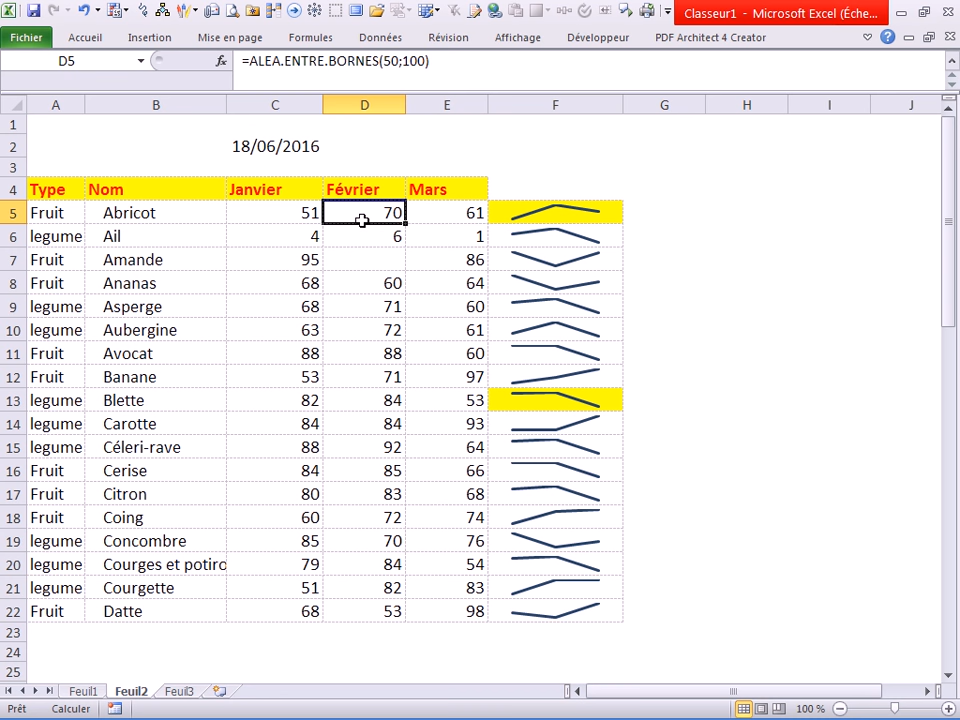 Classeur1 - Microsoft Excel (Éche...
Fichier Accueil Insertion Mise en page Formules Données Révision Affichage Développeur PDF Architect 4 Creator
D5 fx =ALEA.ENTRE.BORNES(50;100)
A B C D E F G H I J
1
2 18/06/2016
3
4 Type Nom Janvier Février Mars
5 Fruit Abricot 51 70 61
6 legume Ail 4 6 1
7 Fruit Amande 95 86
8 Fruit Ananas 68 60 64
9 legume Asperge 68 71 60
10 legume Aubergine 63 72 61
11 Fruit Avocat 88 88 60
12 Fruit Banane 53 71 97
13 legume Blette 82 84 53
14 legume Carotte 84 84 93
15 legume Céleri-rave 88 92 64
16 Fruit Cerise 84 85 66
17 Fruit Citron 80 83 68
18 Fruit Coing 60 72 74
19 legume Concombre 85 70 76
20 legume Courges et potiro 79 84 54
21 legume Courgette 51 82 83
22 Fruit Datte 68 53 98
23
24
25
Feuil1 Feuil2 Feuil3
Prêt Calculer 100 %